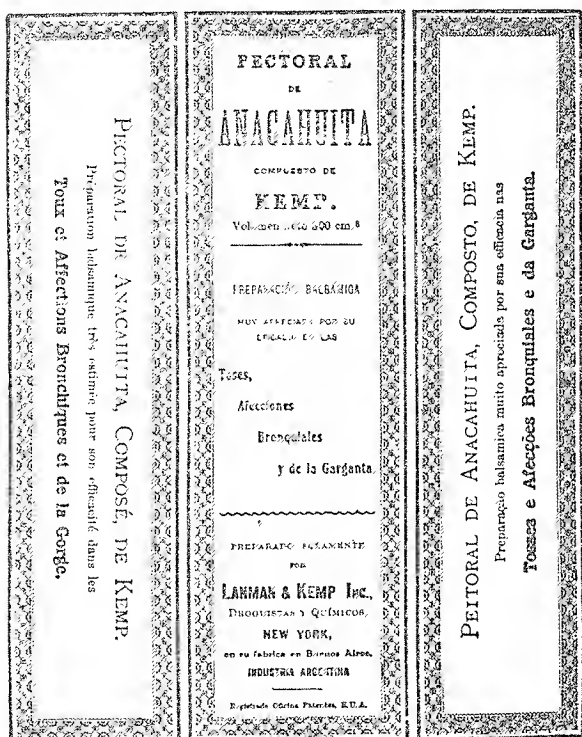 PECTORAL DE ANACAHUITA, COMPOSÉ, DE KEMP.
Préparation balsamique très estimée pour son efficacité dans les
Toux et Affections Bronchiques et de la Gorge.
PECTORAL
DE
ANACAHUITA
COMPUESTO DE
KEMP.
Volumen neto 200 cm.³
PREPARACIÓN BALSÁMICA
MUY APRECIADA POR SU
EFICACIA EN LAS
Toses,
Afecciones
Bronquiales
y de la Garganta.
PREPARADO SOLAMENTE
POR
LANMAN & KEMP INC.,
DROGUISTAS Y QUÍMICOS,
NEW YORK,
en su fabrica en Buenos Aires.
INDUSTRIA ARGENTINA
Registrada Oficina Patentes, E.U.A.
PEITORAL DE ANACAHUITA, COMPOSTO, DE KEMP.
Preparação balsamica muito apreciada por sua efficacia nas
Tosses e Afecções Bronquiales e da Garganta.